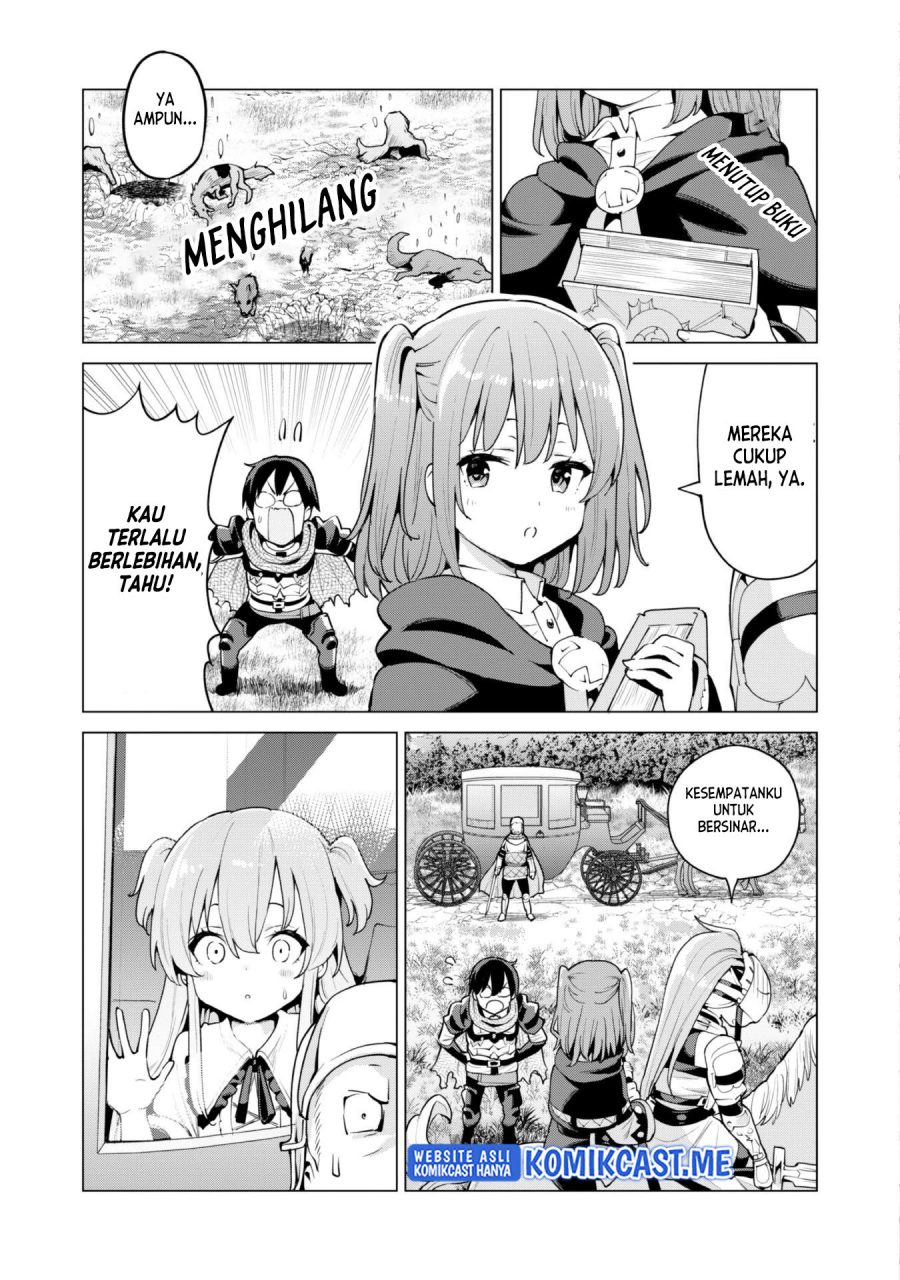 MENUTUP BUKU
YA
AMPUN...
MENGHILANG
MEREKA
CUKUP
LEMAH, YA.
KAU
TERLALU
BERLEBIHAN,
TAHU!
KESEMPATANKU
UNTUK
BERSINAR...
WEBSITE ASLI
KOMIKCAST HANYA
KOMIKCAST.ME